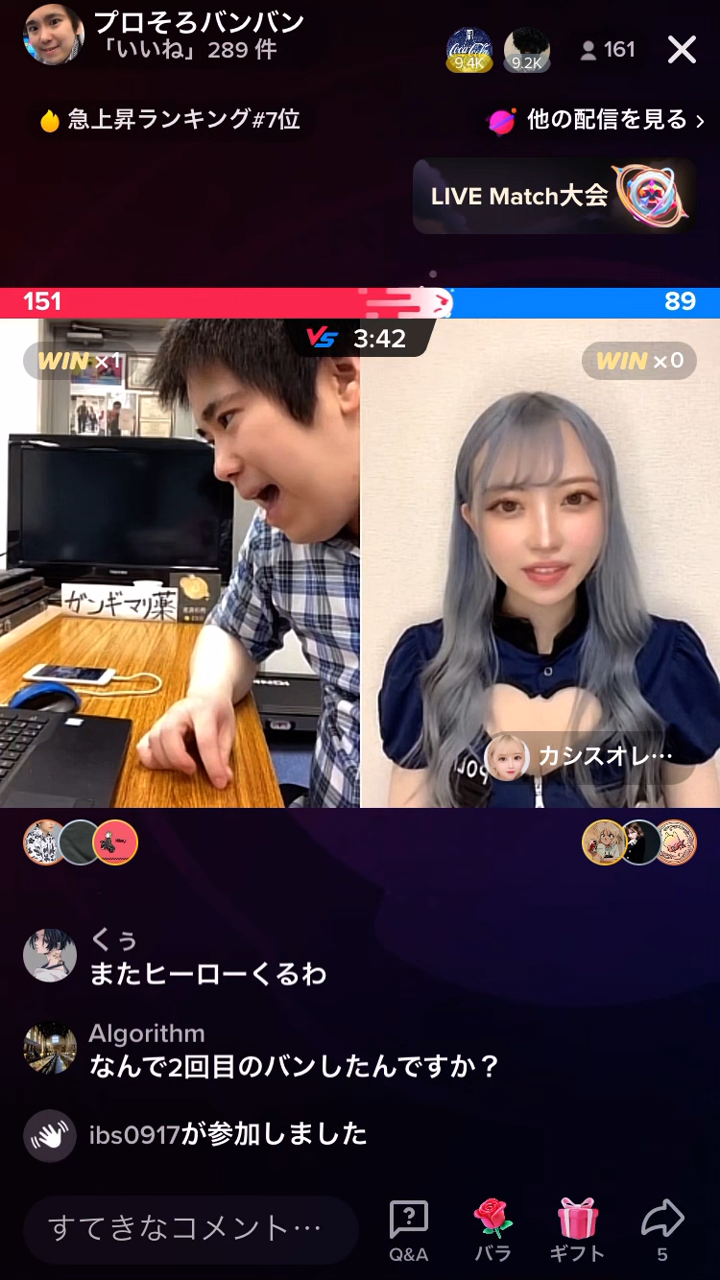 プロそろバンバン
「いいね」289 件
Coca-Cola
9.4K
9.2K
161
急上昇ランキング#7位
他の配信を見る
LIVE Match大会
151
89
VS 3:42
WIN ×1
WIN ×0
ガンギマリ薬
カシスオレ…
くぅ
またヒーローくるわ
Algorithm
なんで2回目のバンしたんですか？
ibs0917が参加しました
すてきなコメント…
Q&A
バラ
ギフト
5